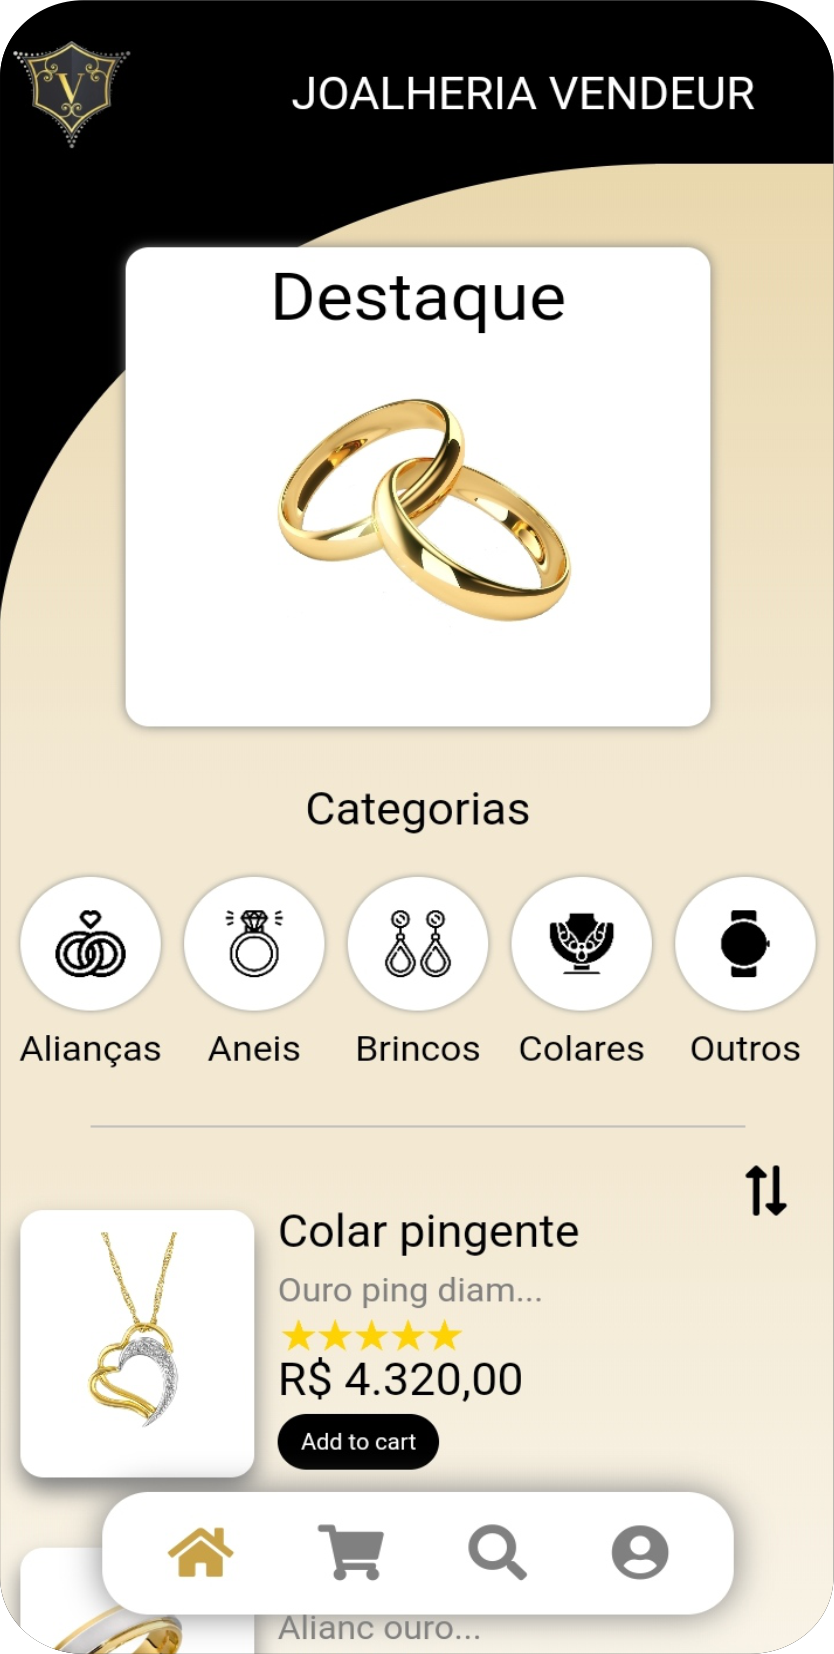 V
JOALHERIA VENDEUR
Destaque
Categorias
Alianças Aneis Brincos Colares Outros
Colar pingente
Ouro ping diam...
R$ 4.320,00
Add to cart
Alianc ouro...